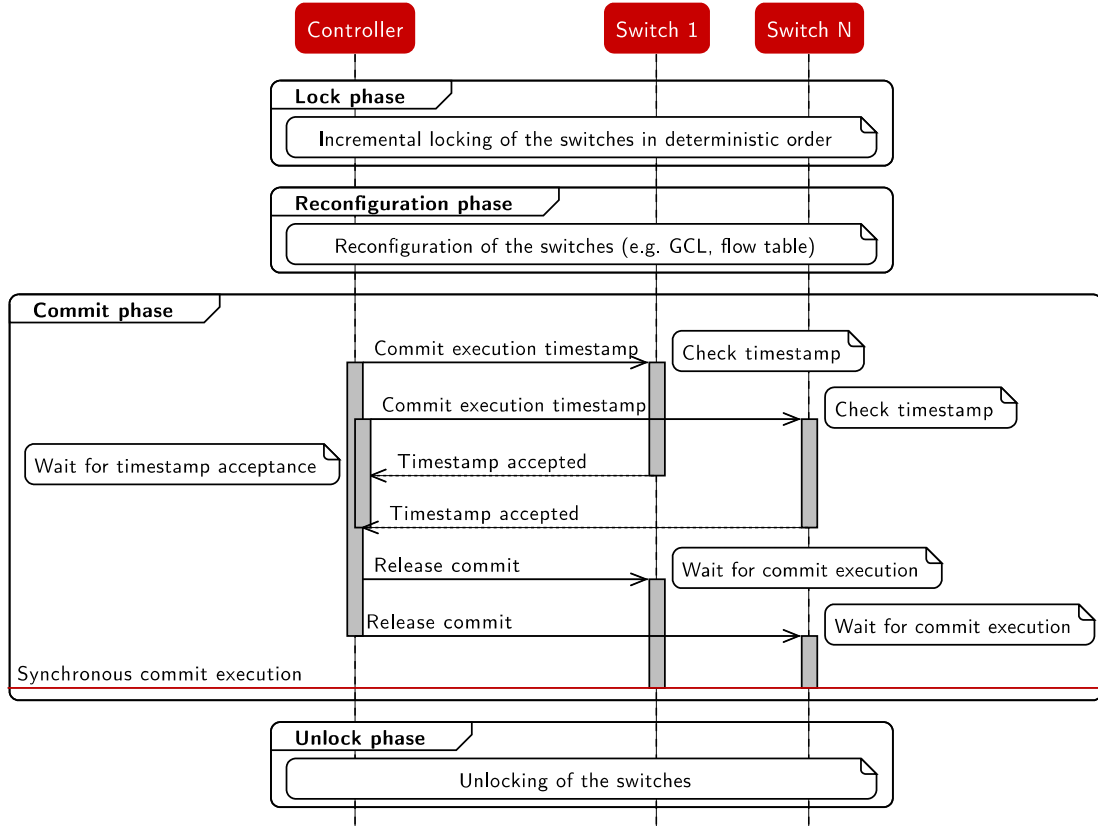 Controller
Switch 1
Switch N
Lock phase
Incremental locking of the switches in deterministic order
Reconfiguration phase
Reconfiguration of the switches (e.g. GCL, flow table)
Commit phase
Commit execution timestamp
Check timestamp
Commit execution timestamp
Check timestamp
Wait for timestamp acceptance
Timestamp accepted
Timestamp accepted
Release commit
Wait for commit execution
Release commit
Wait for commit execution
Synchronous commit execution
Unlock phase
Unlocking of the switches